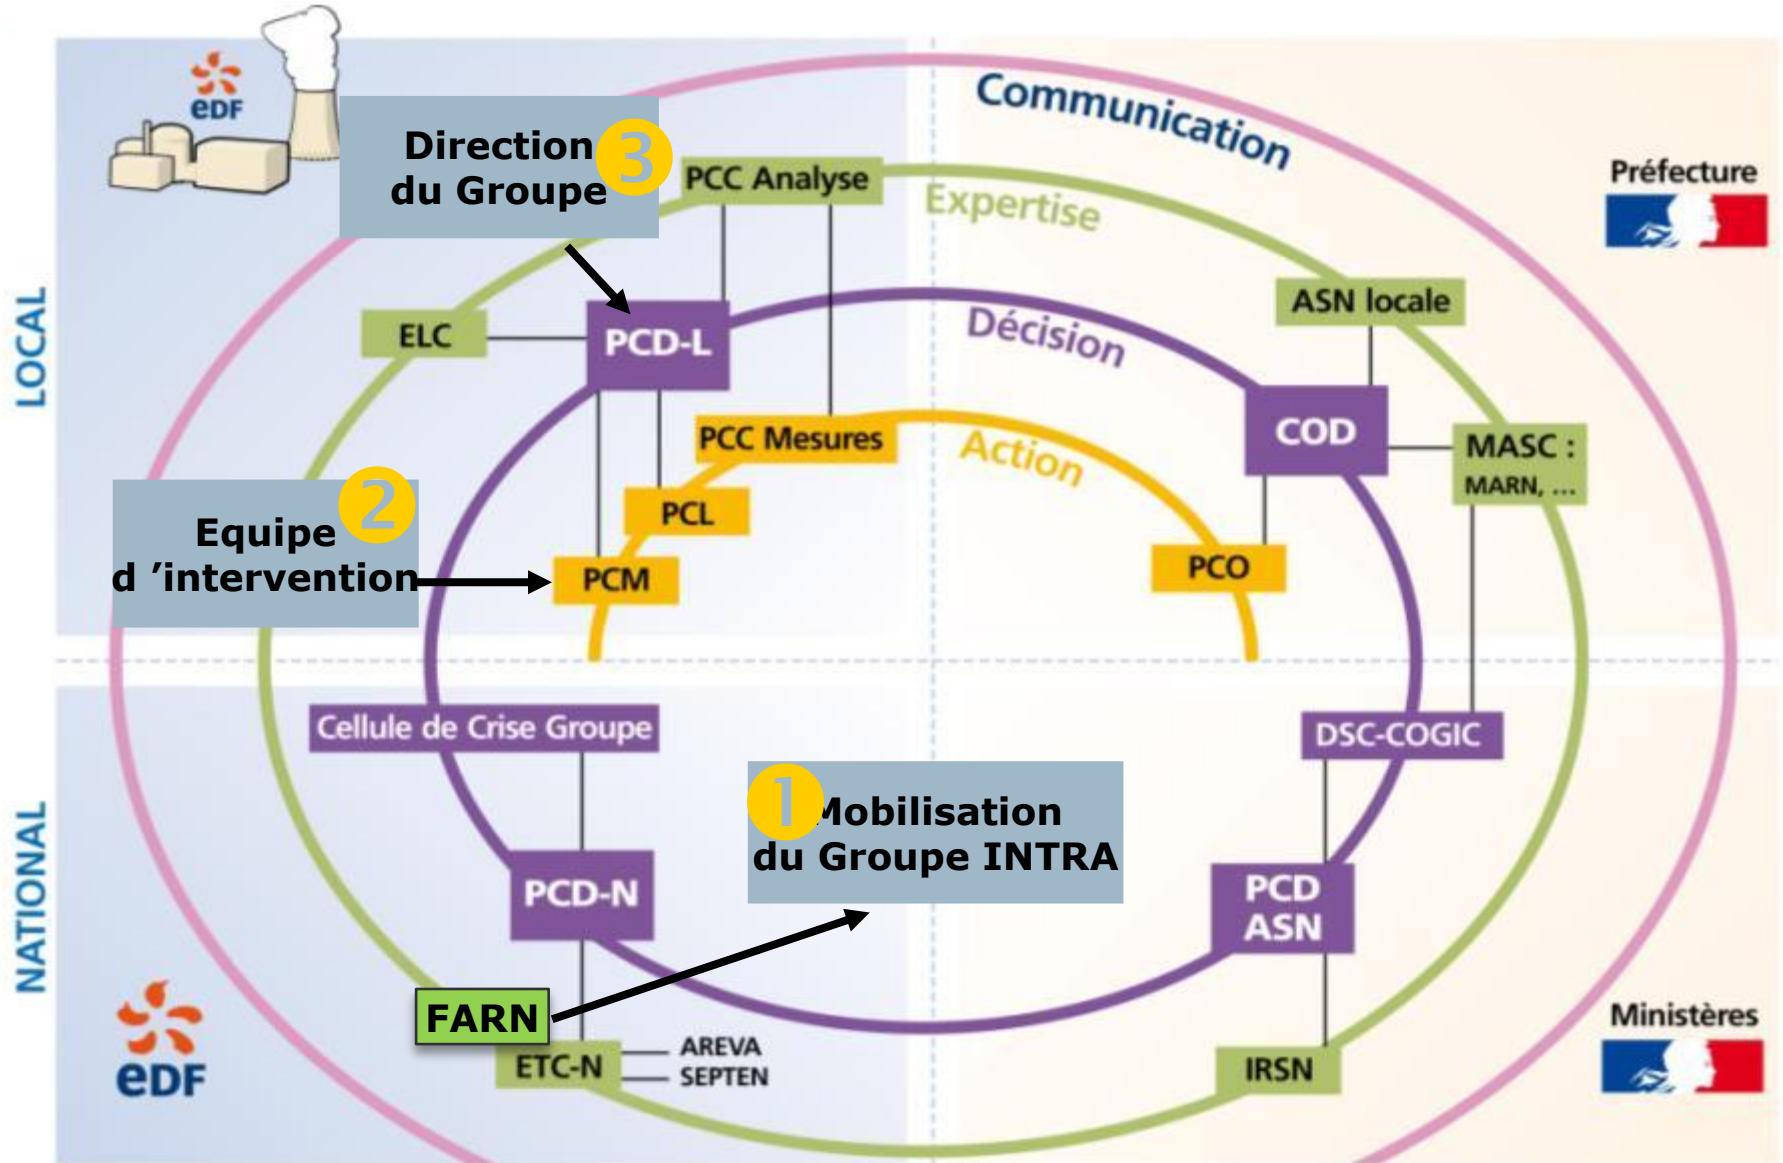 eDF
Direction
du Groupe
3
PCC Analyse
Communication
Expertise
Préfecture
LOCAL
ELC
PCD-L
Décision
ASN locale
COD
PCC Mesures
Action
MASC :
MARN, ...
2
Equipe
d ’intervention
PCL
PCM
PCO
Cellule de Crise Groupe
DSC-COGIC
NATIONAL
1
Mobilisation
du Groupe INTRA
PCD-N
PCD
ASN
FARN
ETC-N
AREVA
SEPTEN
IRSN
Ministères
eDF